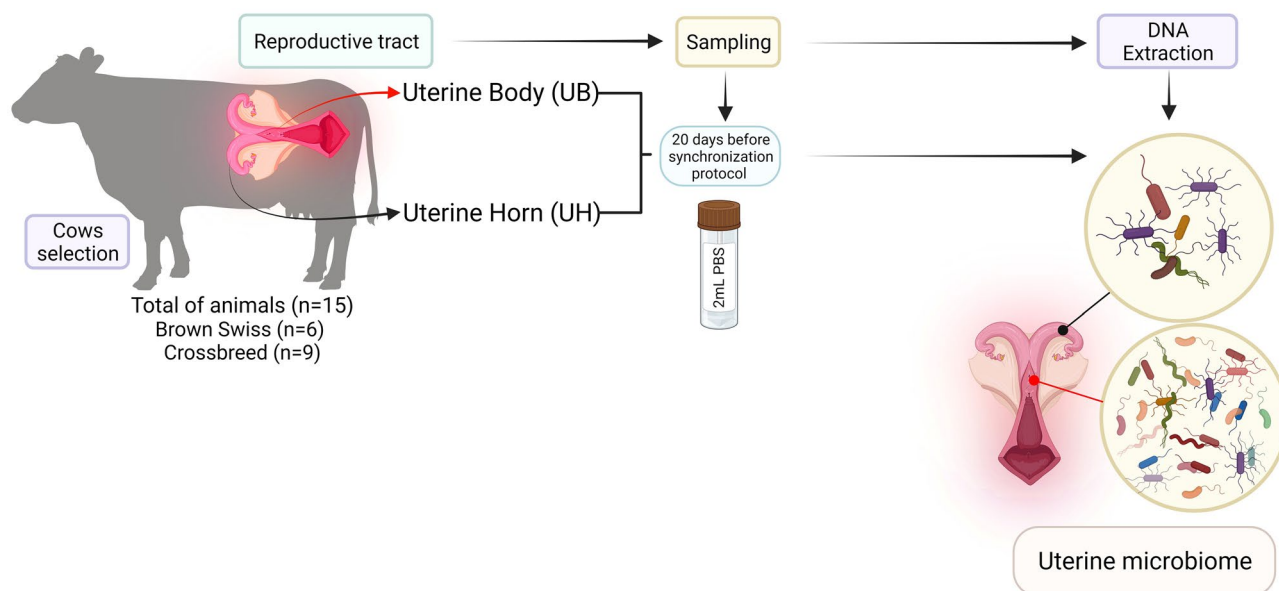 Reproductive tract
Sampling
DNA
Extraction
Uterine Body (UB)
20 days before
synchronization
protocol
Uterine Horn (UH)
Cows
selection
2mL PBS
Total of animals (n=15)
Brown Swiss (n=6)
Crossbreed (n=9)
Uterine microbiome